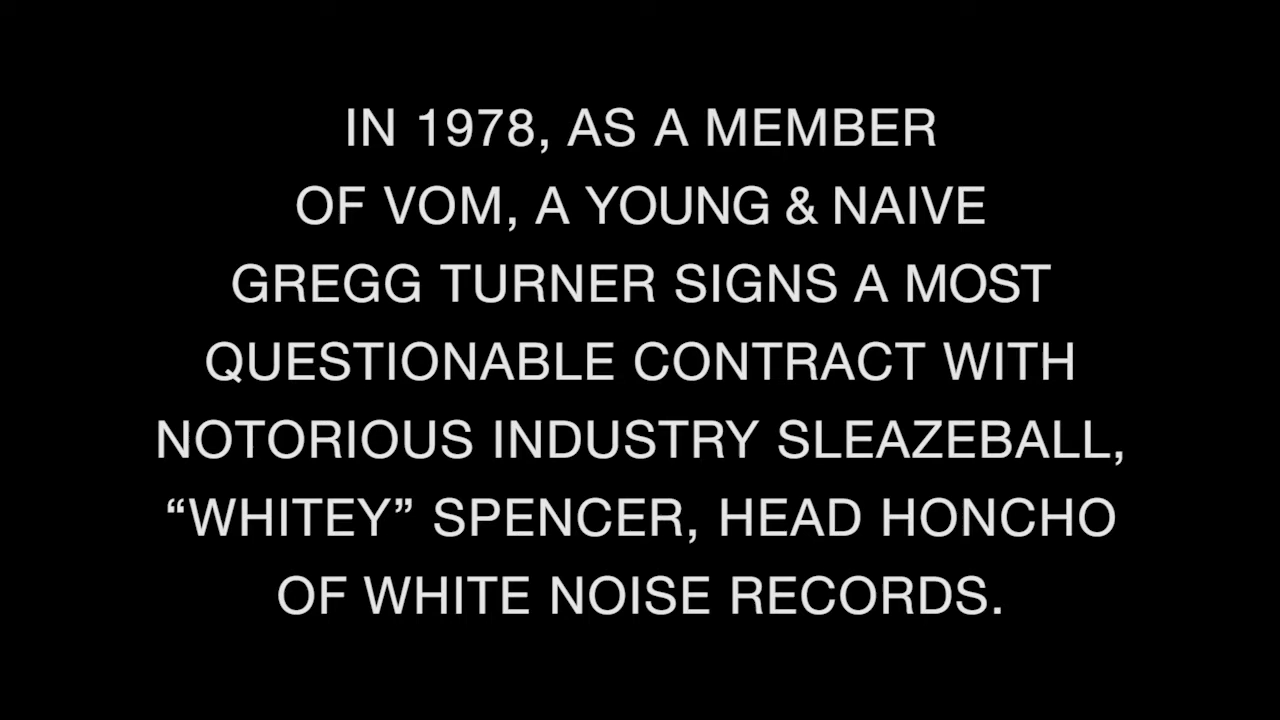 IN 1978, AS A MEMBER
OF VOM, A YOUNG & NAIVE
GREGG TURNER SIGNS A MOST
QUESTIONABLE CONTRACT WITH
NOTORIOUS INDUSTRY SLEAZEBALL,
“WHITEY” SPENCER, HEAD HONCHO
OF WHITE NOISE RECORDS.